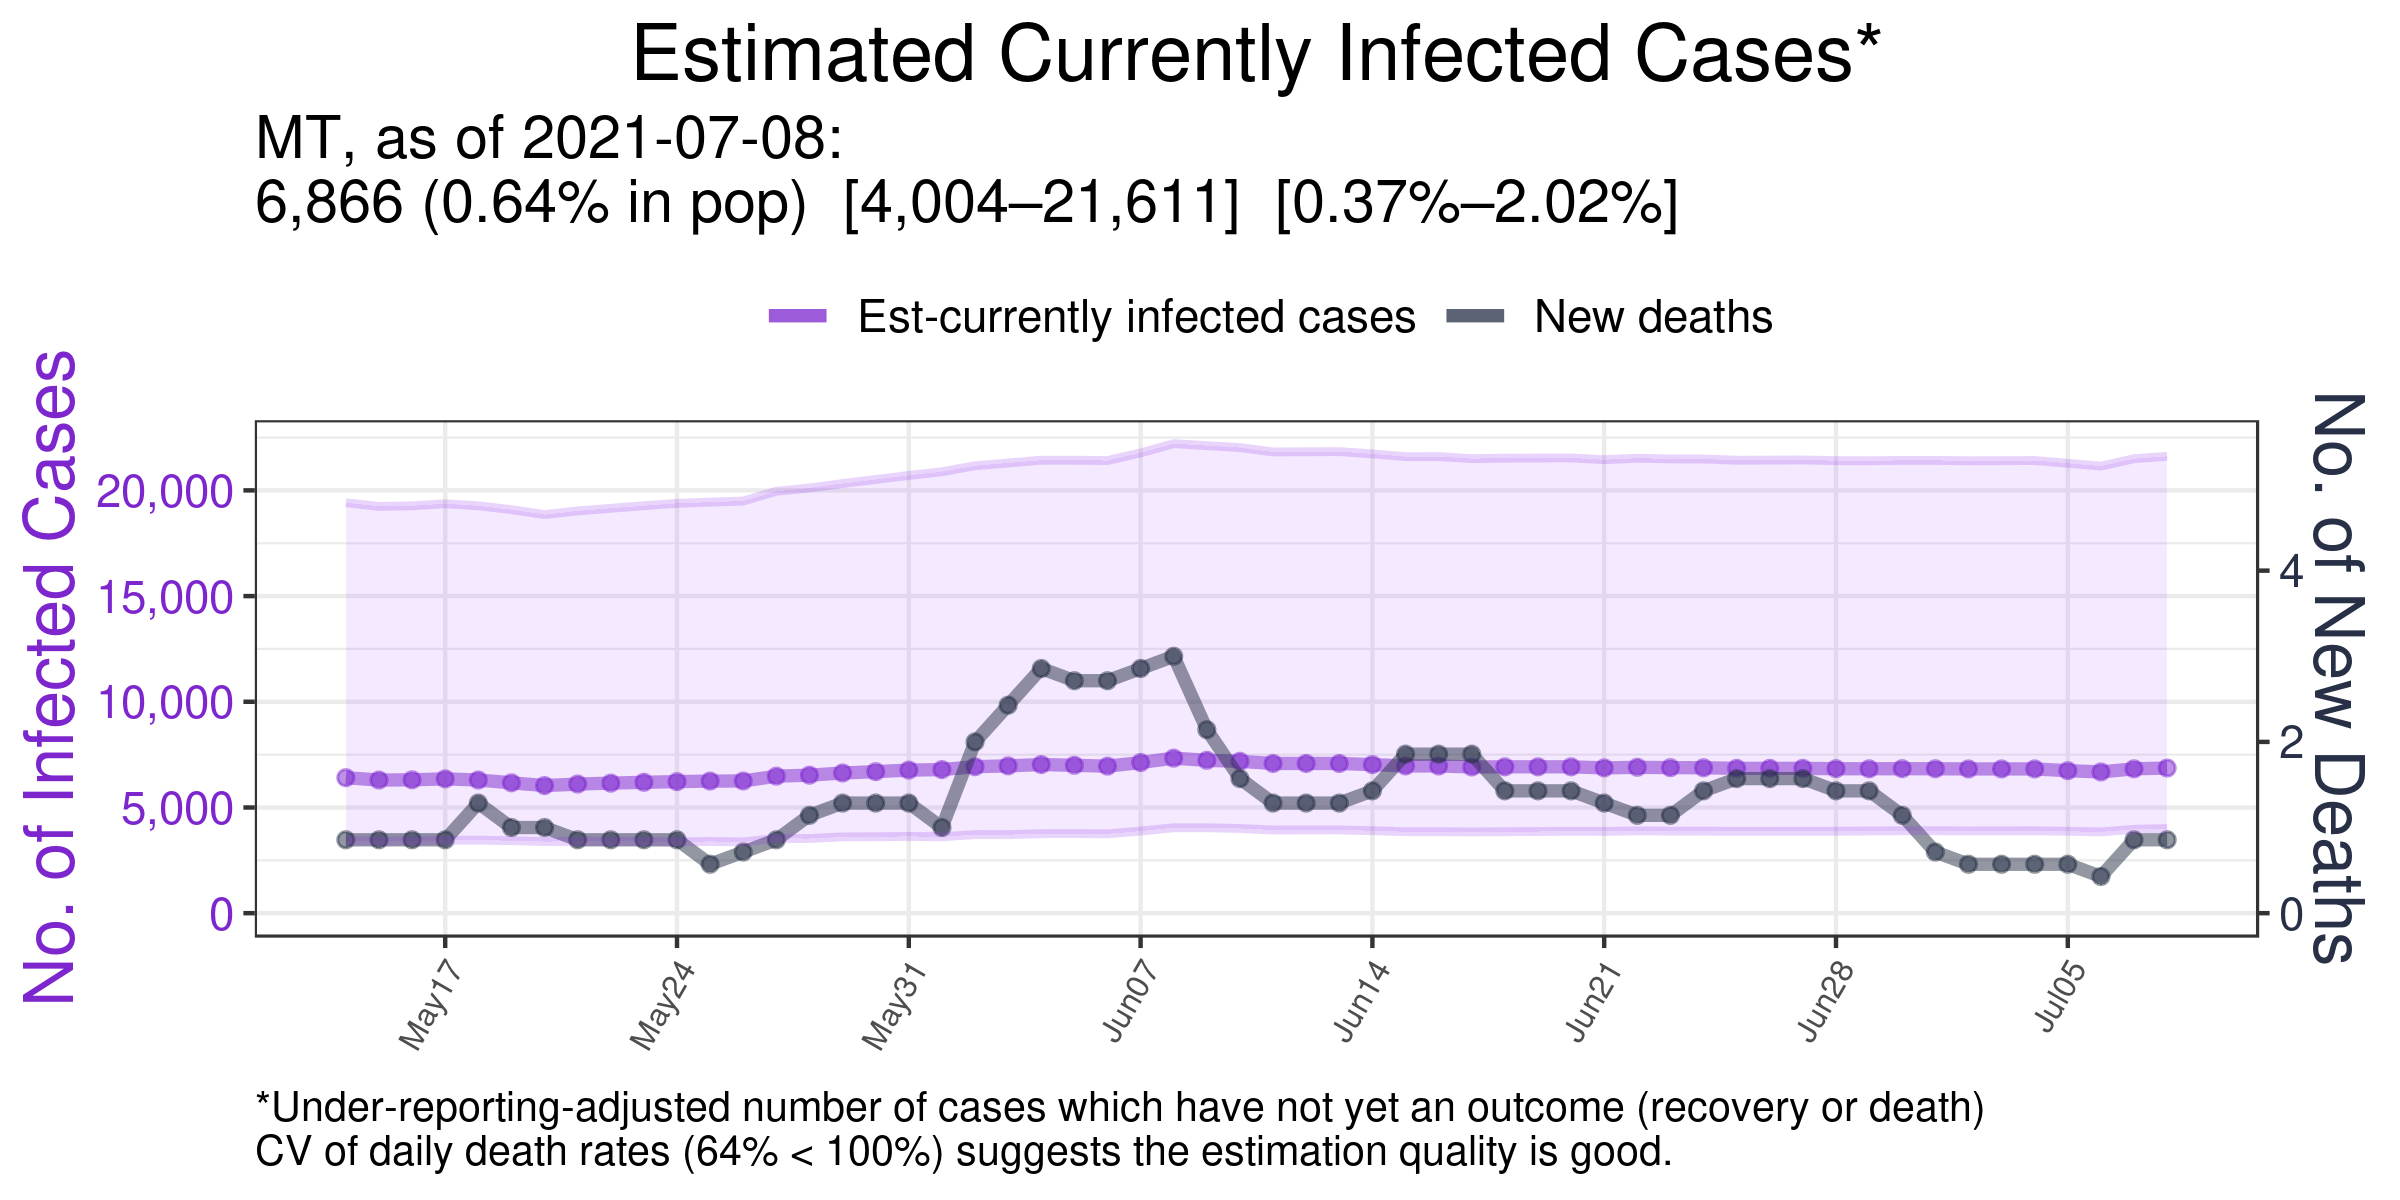 Estimated Currently Infected Cases*
MT, as of 2021-07-08:
6,866 (0.64% in pop)  [4,004–21,611]  [0.37%–2.02%]
Est-currently infected cases
New deaths
No. of Infected Cases
20,000
15,000
10,000
5,000
0
4
2
0
No. of New Deaths
May17
May24
May31
Jun07
Jun14
Jun21
Jun28
Jul05
*Under-reporting-adjusted number of cases which have not yet an outcome (recovery or death)
CV of daily death rates (64% < 100%) suggests the estimation quality is good.